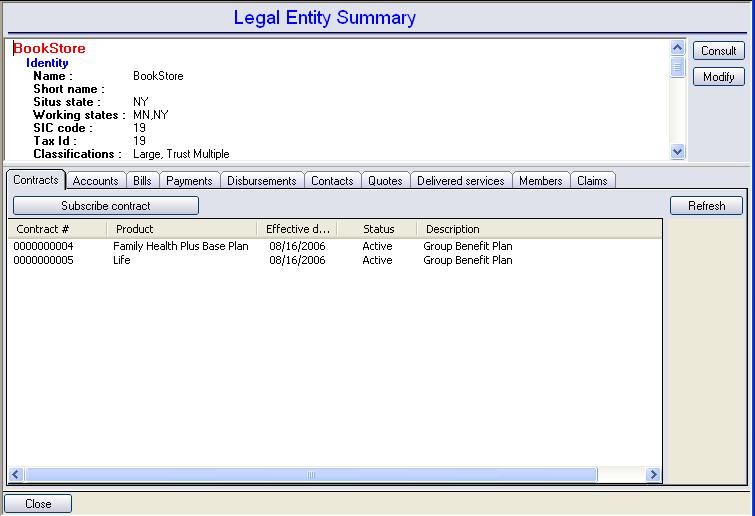 Legal Entity Summary
BookStore
Consult
Identity
Name : BookStore
Modify
Short name :
Situs state : NY
Working states : MN,NY
SIC code : 19
Tax Id : 19
Classifications : Large, Trust Multiple
Contracts Accounts Bills Payments Disbursements Contacts Quotes Delivered services Members Claims
Subscribe contract Refresh
Contract # Product Effective d... Status Description
0000000004 Family Health Plus Base Plan 08/16/2006 Active Group Benefit Plan
0000000005 Life 08/16/2006 Active Group Benefit Plan
Close